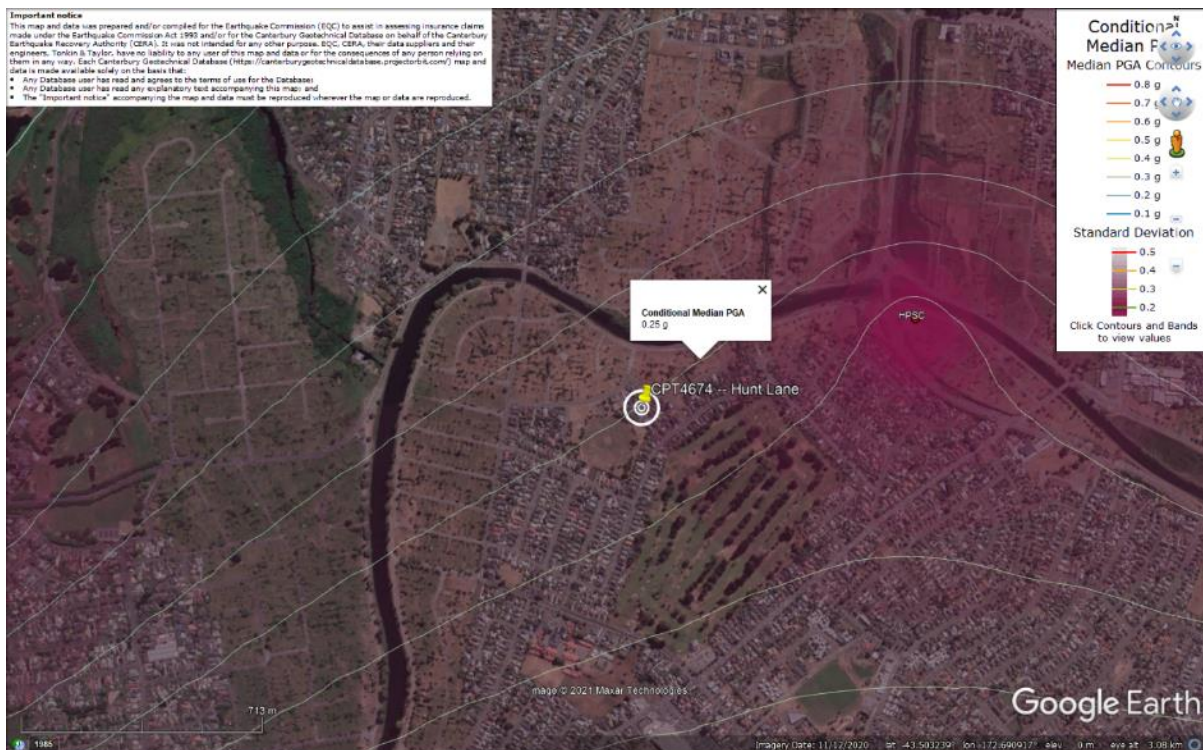 Important notice
This map and data was prepared and/or compiled for the Earthquake Commission (EQC) to assist in assessing insurance claims
made under the Earthquake Commission Act 1993 and/or for the Canterbury Geotechnical Database on behalf of the Canterbury
Earthquake Recovery Authority (CERA). It was not intended for any other purpose. EQC, CERA, their data suppliers and their
engineers, Tonkin & Taylor, have no liability to any user of this map and data or for the consequences of any person relying on
them in any way. Each Canterbury Geotechnical Database (https://canterburygeotechnicaldatabase.projectorbit.com/) map and
data is made available solely on the basis that:
• Any Database user has read and agrees to the terms of use for the Database;
• Any Database user has read any explanatory text accompanying this map; and
• The "Important notice" accompanying the map and data must be reproduced wherever the map or data are reproduced.
Conditional
Median
Median PGA Contours
0.8 g
0.7 g
0.6 g
0.5 g
0.4 g
0.3 g
0.2 g
0.1 g
Standard Deviation
0.5
0.4
0.3
0.2
Click Contours and Bands
to view values
N
Conditional Median PGA
0.25 g
HPSC
CPT4674 -- Hunt Lane
mage © 2021 Maxar Technologies
713 m
Google Earth
1985
Imagery Date: 11/12/2020 lat -43.503239 lon 172.690917 elev 0 m eye alt 3.08 km